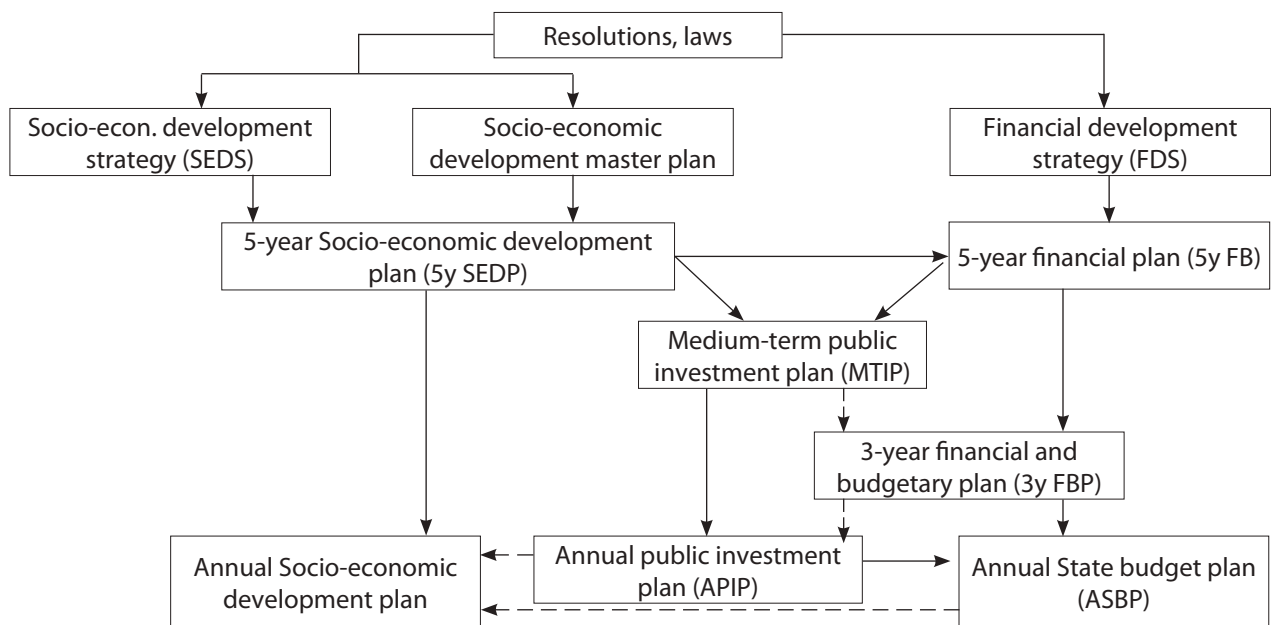 Resolutions, laws
Socio-econ. development
strategy (SEDS)
Socio-economic
development master plan
Financial development
strategy (FDS)
5-year Socio-economic development
plan (5y SEDP)
5-year financial plan (5y FB)
Medium-term public
investment plan (MTIP)
3-year financial and
budgetary plan (3y FBP)
Annual Socio-economic
development plan
Annual public investment
plan (APIP)
Annual State budget plan
(ASBP)